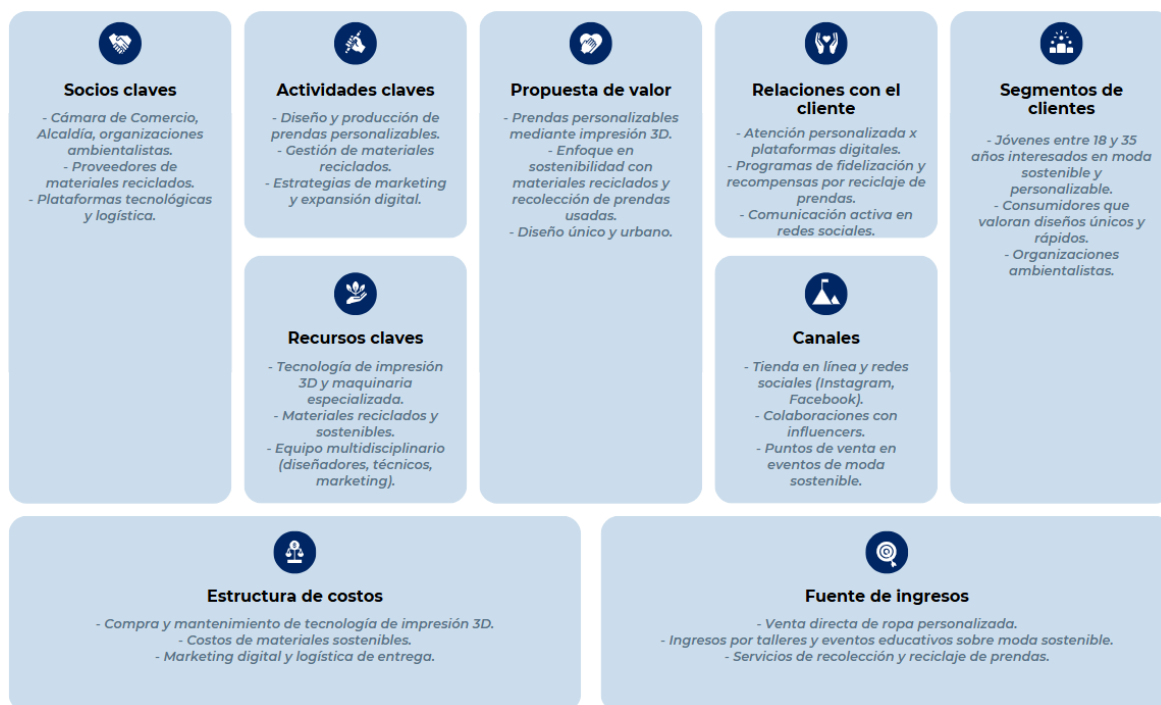 Socios claves
- Cámara de Comercio,
Alcaldía, organizaciones
ambientalistas.
- Proveedores de
materiales reciclados.
- Plataformas tecnológicas
y logística.
Actividades claves
- Diseño y producción de
prendas personalizables.
- Gestión de materiales
reciclados.
- Estrategias de marketing
y expansión digital.
Recursos claves
- Tecnología de impresión
3D y maquinaria
especializada.
- Materiales reciclados y
sostenibles.
- Equipo multidisciplinario
(diseñadores, técnicos,
marketing).
Propuesta de valor
- Prendas personalizables
mediante impresión 3D.
- Enfoque en
sostenibilidad con
materiales reciclados y
recolección de prendas
usadas.
- Diseño único y urbano.
Relaciones con el
cliente
- Atención personalizada x
plataformas digitales.
- Programas de fidelización y
recompensas por reciclaje de
prendas.
- Comunicación activa en
redes sociales.
Canales
- Tienda en línea y redes
sociales (Instagram,
Facebook).
- Colaboraciones con
influencers.
- Puntos de venta en
eventos de moda
sostenible.
Segmentos de
clientes
- Jóvenes entre 18 y 35
años interesados en moda
sostenible y
personalizable.
- Consumidores que
valoran diseños únicos y
rápidos.
- Organizaciones
ambientalistas.
Estructura de costos
- Compra y mantenimiento de tecnología de impresión 3D.
- Costos de materiales sostenibles.
- Marketing digital y logística de entrega.
Fuente de ingresos
- Venta directa de ropa personalizada.
- Ingresos por talleres y eventos educativos sobre moda sostenible.
- Servicios de recolección y reciclaje de prendas.